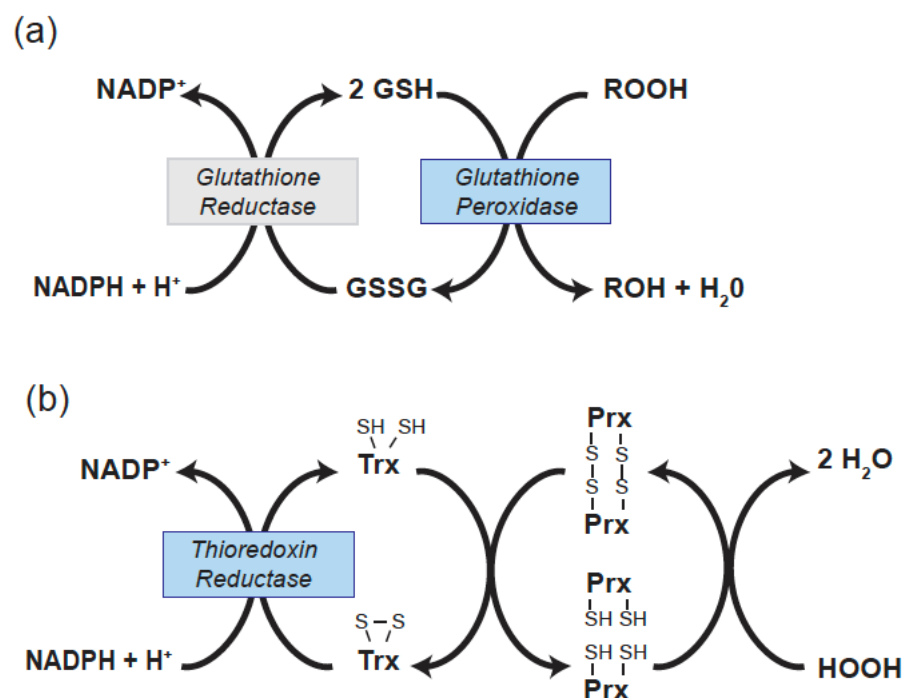 (a)
NADP⁺ 2 GSH ROOH
Glutathione Reductase
Glutathione Peroxidase
NADPH + H⁺ GSSG ROH + H₂0
(b)
SH SH
Trx
NADP⁺
Prx
S S
S S
Prx
2 H₂O
Thioredoxin
Reductase
S – S
Trx
NADPH + H⁺
Prx
SH SH
SH SH
Prx
HOOH